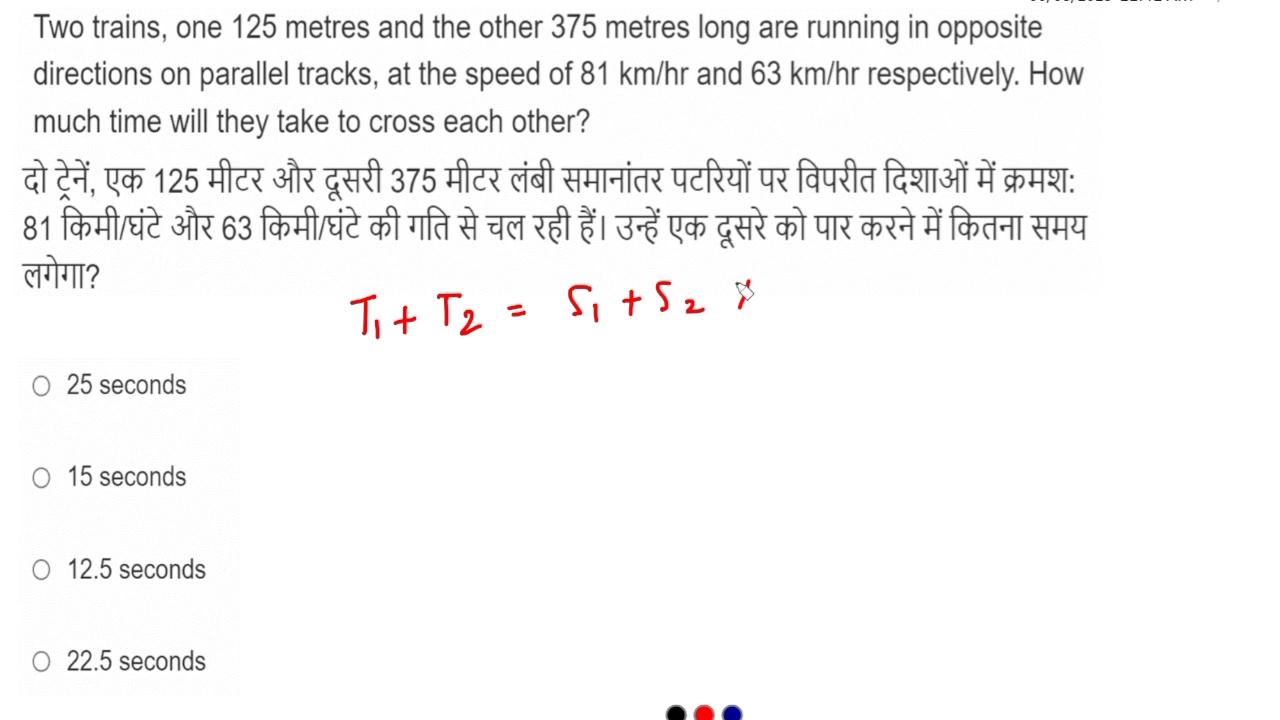 Two trains, one 125 metres and the other 375 metres long are running in opposite
directions on parallel tracks, at the speed of 81 km/hr and 63 km/hr respectively. How
much time will they take to cross each other?
दो ट्रेनें, एक 125 मीटर और दूसरी 375 मीटर लंबी समानांतर पटरियों पर विपरीत दिशाओं में क्रमश:
81 किमी/घंटे और 63 किमी/घंटे की गति से चल रही हैं। उन्हें एक दूसरे को पार करने में कितना समय
लगेगा?
T₁ + T₂ = S₁ + S₂
25 seconds
15 seconds
12.5 seconds
22.5 seconds